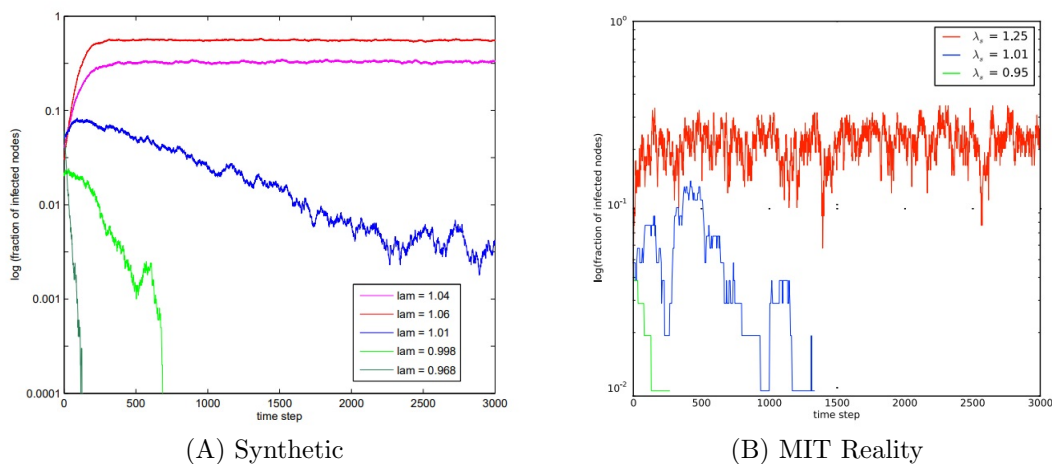 1
0.1
0.01
0.001
0.0001
log (fraction of infected nodes)
lam = 1.04
lam = 1.06
lam = 1.01
lam = 0.998
lam = 0.968
0 500 1000 1500 2000 2500 3000
time step
(A) Synthetic
10⁰
10⁻¹
10⁻²
log(fraction of infected nodes)
λₛ = 1.25
λₛ = 1.01
λₛ = 0.95
0 500 1000 1500 2000 2500 3000
time step
(B) MIT Reality